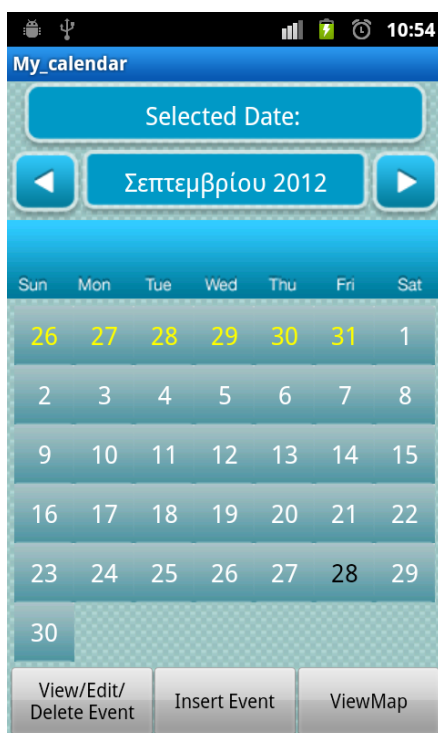 10:54
My_calendar
Selected Date:
Σεπτεμβρίου 2012
Sun Mon Tue Wed Thu Fri Sat
26 27 28 29 30 31 1
2 3 4 5 6 7 8
9 10 11 12 13 14 15
16 17 18 19 20 21 22
23 24 25 26 27 28 29
30
View/Edit/
Delete Event
Insert Event
ViewMap